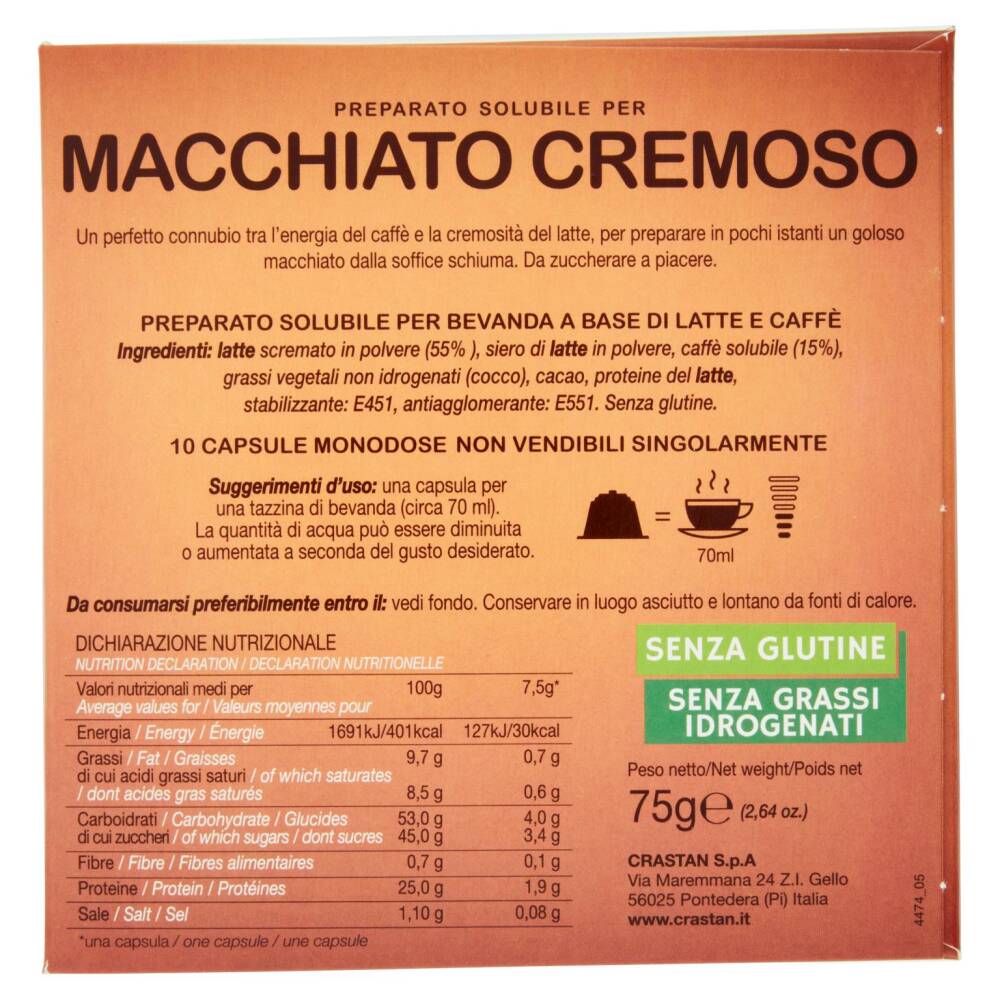 PREPARATO SOLUBILE PER
MACCHIATO CREMOSO
Un perfetto connubio tra l'energia del caffè e la cremosità del latte, per preparare in pochi istanti un goloso
macchiato dalla soffice schiuma. Da zuccherare a piacere.
PREPARATO SOLUBILE PER BEVANDA A BASE DI LATTE E CAFFÈ
Ingredienti: latte scremato in polvere (55% ), siero di latte in polvere, caffè solubile (15%),
grassi vegetali non idrogenati (cocco), cacao, proteine del latte,
stabilizzante: E451, antiagglomerante: E551. Senza glutine.
10 CAPSULE MONODOSE NON VENDIBILI SINGOLARMENTE
Suggerimenti d'uso: una capsula per
una tazzina di bevanda (circa 70 ml).
La quantità di acqua può essere diminuita
o aumentata a seconda del gusto desiderato.
=
70ml
Da consumarsi preferibilmente entro il: vedi fondo. Conservare in luogo asciutto e lontano da fonti di calore.
DICHIARAZIONE NUTRIZIONALE
NUTRITION DECLARATION / DECLARATION NUTRITIONELLE
Valori nutrizionali medi per 100g 7,5g*
Average values for / Valeurs moyennes pour
Energia / Energy / Énergie 1691kJ/401kcal 127kJ/30kcal
Grassi / Fat / Graisses 9,7 g 0,7 g
di cui acidi grassi saturi / of which saturates
/ dont acides gras saturés 8,5 g 0,6 g
Carboidrati / Carbohydrate / Glucides 53,0 g 4,0 g
di cui zuccheri / of which sugars / dont sucres 45,0 g 3,4 g
Fibre / Fibre / Fibres alimentaires 0,7 g 0,1 g
Proteine / Protein / Protéines 25,0 g 1,9 g
Sale / Salt / Sel 1,10 g 0,08 g
*una capsula / one capsule / une capsule
SENZA GLUTINE
SENZA GRASSI
IDROGENATI
Peso netto/Net weight/Poids net
75g℮ (2,64 oz.)
CRASTAN S.p.A
Via Maremmana 24 Z.I. Gello
56025 Pontedera (Pi) Italia
www.crastan.it
4474_05